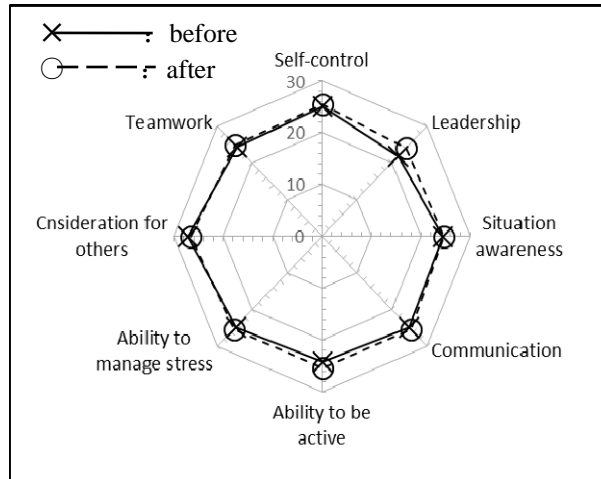 : before
: after
Self-control
30
Teamwork
Leadership
20
10
Cnsideration for
others
0
Situation
awareness
Ability to
manage stress
Communication
Ability to be
active